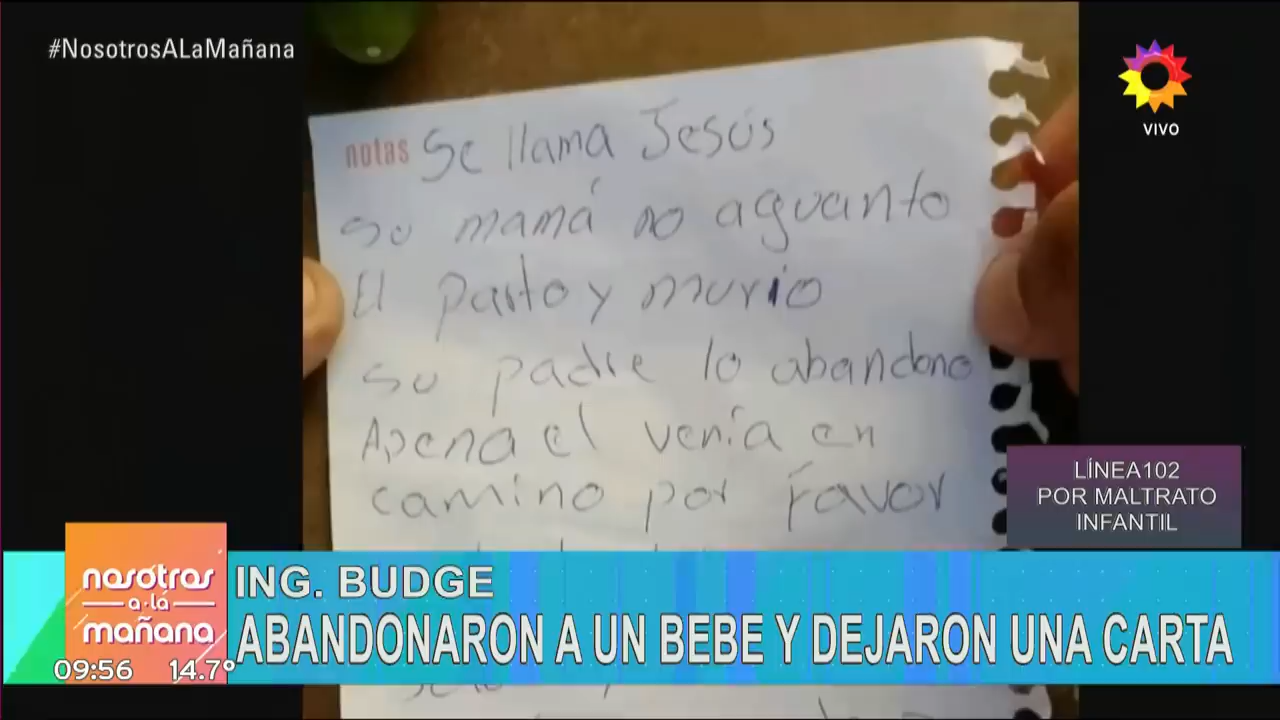 #NosotrosALaMañana
VIVO
notas Se llama Jesús
su mamá no aguanto
El parto y murio
su padre lo abandono
Apena el venía en
camino por favor
LÍNEA102
POR MALTRATO
INFANTIL
nosotros
a la
mañana
ING. BUDGE
ABANDONARON A UN BEBE Y DEJARON UNA CARTA
09:56 14.7°